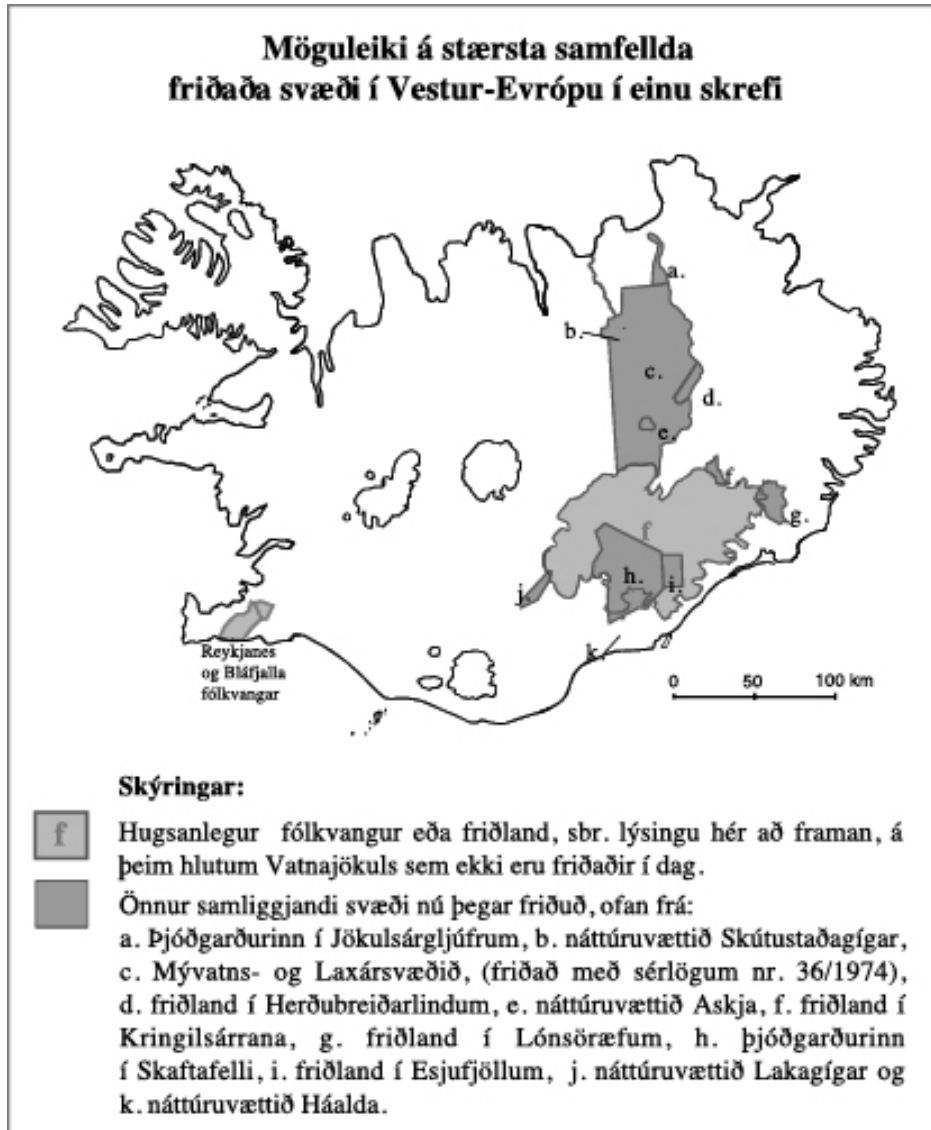 Möguleiki á stærsta samfellda
friðaða svæði í Vestur-Evrópu í einu skrefi
a.
b.
c.
d.
e.
f
g.
f
h.
i.
j.
k.
Reykjanes
og Bláfjalla
fólkvangar
0 50 100 km
Skýringar:
f
Hugsanlegur fólkvangur eða friðland, sbr. lýsingu hér að framan, á
þeim hlutum Vatnajökuls sem ekki eru friðaðir í dag.
Önnur samliggjandi svæði nú þegar friðuð, ofan frá:
a. Þjóðgarðurinn í Jökulsárgljúfrum, b. náttúruvættið Skútustaðagígar,
c. Mývatns- og Laxársvæðið, (friðað með sérlögum nr. 36/1974),
d. friðland í Herðubreiðarlindum, e. náttúruvættið Askja, f. friðland í
Kringilsárrana, g. friðland í Lónsöræfum, h. þjóðgarðurinn
í Skaftafelli, i. friðland í Esjufjöllum, j. náttúruvættið Lakagígar og
k. náttúruvættið Háalda.